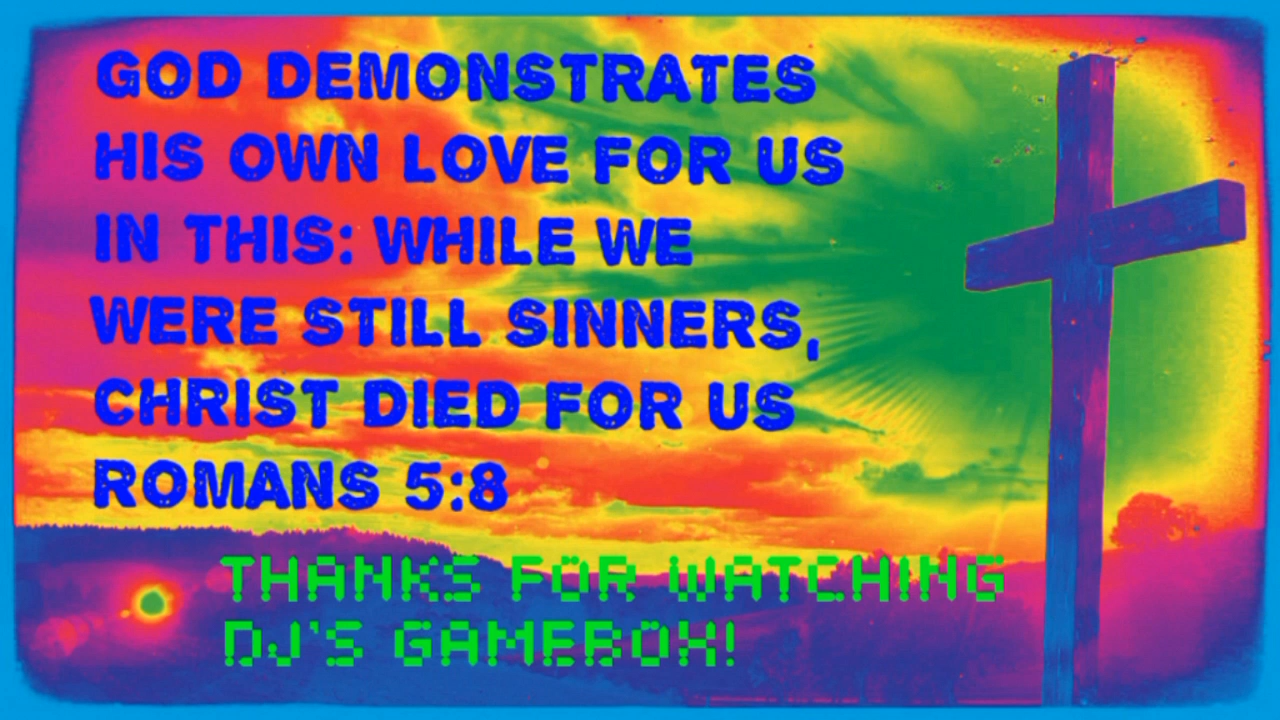 GOD DEMONSTRATES
HIS OWN LOVE FOR US
IN THIS: WHILE WE
WERE STILL SINNERS,
CHRIST DIED FOR US
ROMANS 5:8
THANKS FOR WATCHING
DJ'S GAMEBOX!